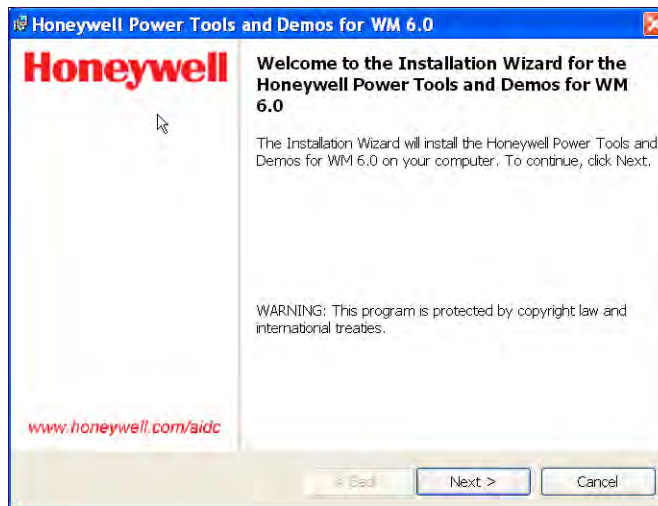 Honeywell Power Tools and Demos for WM 6.0
Honeywell
Welcome to the Installation Wizard for the
Honeywell Power Tools and Demos for WM
6.0
The Installation Wizard will install the Honeywell Power Tools and
Demos for WM 6.0 on your computer. To continue, click Next.
WARNING: This program is protected by copyright law and
international treaties.
www.honeywell.com/aidc
< Back
Next >
Cancel